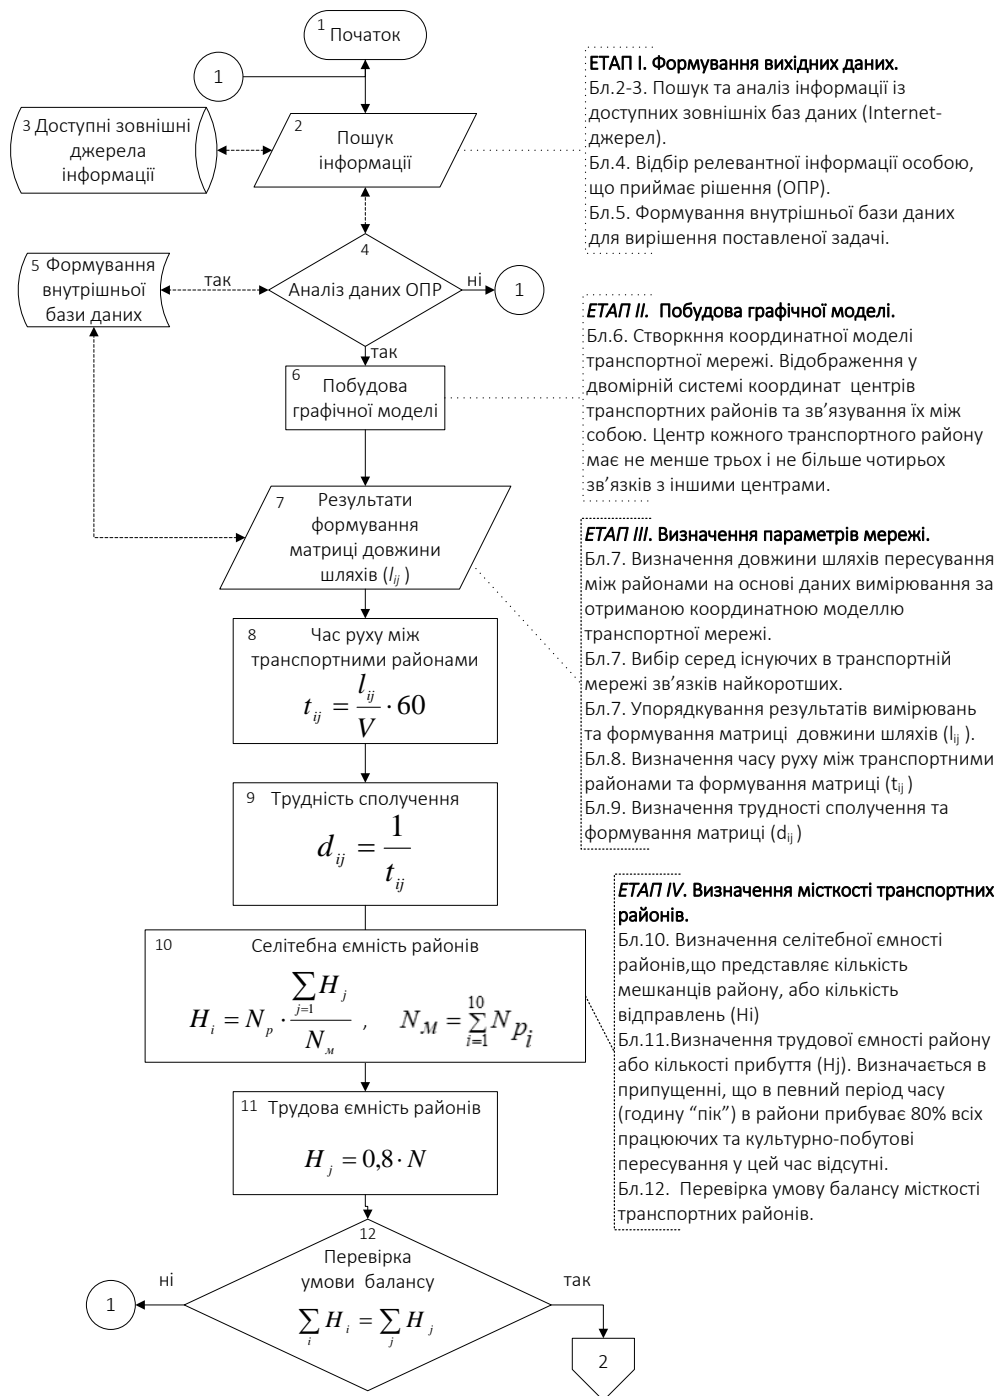 1 Початок
1
3 Доступні зовнішні
джерела
інформації
2
Пошук
інформації
4
Аналіз даних ОПР
так
ні
1
5 Формування
внутрішньої
бази даних
так
6
Побудова
графічної моделі
7
Результати
формування
матриці довжини
шляхів (l_ij )
8
Час руху між
транспортними районами
t_ij = l_ij / V · 60
9 Трудність сполучення
d_ij = 1 / t_ij
10
Селітебна ємність районів
H_i = N_p · ∑_{j=1} H_j / N_м , N_м = ∑_{i=1}^{10} N_{p_i}
11 Трудова ємність районів
H_j = 0,8 · N
12
Перевірка
умови балансу
∑_i H_i = ∑_j H_j
ні
1
так
2
ЕТАП І. Формування вихідних даних.
Бл.2-3. Пошук та аналіз інформації із
доступних зовнішніх баз даних (Internet-
джерел).
Бл.4. Відбір релевантної інформації особою,
що приймає рішення (ОПР).
Бл.5. Формування внутрішньої бази даних
для вирішення поставленої задачі.
ЕТАП ІІ. Побудова графічної моделі.
Бл.6. Створкння координатної моделі
транспортної мережі. Відображення у
двомірній системі координат центрів
транспортних районів та зв’язування їх між
собою. Центр кожного транспортного району
має не менше трьох і не більше чотирьох
зв’язків з іншими центрами.
ЕТАП ІІІ. Визначення параметрів мережі.
Бл.7. Визначення довжини шляхів пересування
між районами на основі даних вимірювання за
отриманою координатною моделлю
транспортної мережі.
Бл.7. Вибір серед існуючих в транспортній
мережі зв’язків найкоротших.
Бл.7. Упорядкування результатів вимірювань
та формування матриці довжини шляхів (l_ij ).
Бл.8. Визначення часу руху між транспортними
районами та формування матриці (t_ij )
Бл.9. Визначення трудності сполучення та
формування матриці (d_ij )
ЕТАП IV. Визначення місткості транспортних
районів.
Бл.10. Визначення селітебної ємності
районів,що представляє кількість
мешканців району, або кількість
відправлень (Ні)
Бл.11.Визначення трудової ємності району
або кількості прибуття (Hj). Визначається в
припущенні, що в певний період часу
(годину “пік”) в райони прибуває 80% всіх
працюючих та культурно-побутові
пересування у цей час відсутні.
Бл.12. Перевірка умову балансу місткості
транспортних районів.